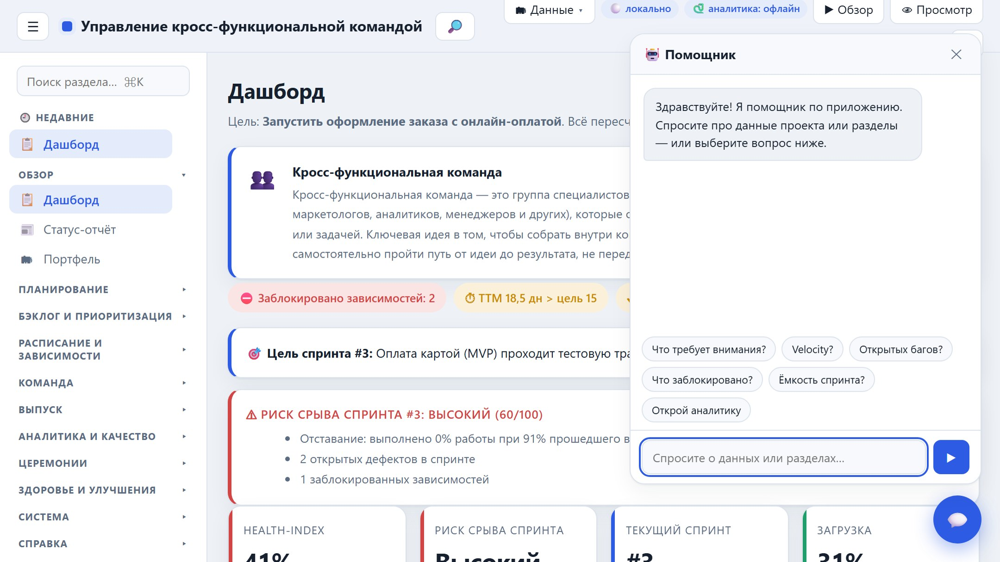 ☰ Управление кросс-функциональной командой
Данные ▾
локально
аналитика: офлайн
▶ Обзор
Просмотр
Поиск раздела... ⌘K
НЕДАВНИЕ
Дашборд
ОБЗОР
Дашборд
Статус-отчёт
Портфель
ПЛАНИРОВАНИЕ
БЭКЛОГ И ПРИОРИТИЗАЦИЯ
РАСПИСАНИЕ И
ЗАВИСИМОСТИ
КОМАНДА
ВЫПУСК
АНАЛИТИКА И КАЧЕСТВО
ЦЕРЕМОНИИ
ЗДОРОВЬЕ И УЛУЧШЕНИЯ
СИСТЕМА
СПРАВКА
Дашборд
Цель: Запустить оформление заказа с онлайн-оплатой. Всё
Кросс-функциональная команда
Кросс-функциональная команда — это группа специалистов
маркетологов, аналитиков, менеджеров и других), которые
или задачей. Ключевая идея в том, чтобы собрать внутри
самостоятельно пройти путь от идеи до результата, не
Заблокировано зависимостей: 2
TTM 18,5 дн > цель 15
Цель спринта #3: Оплата картой (MVP) проходит тестовую
РИСК СРЫВА СПРИНТА #3: ВЫСОКИЙ (60/100)
• Отставание: выполнено 0% работы при 91% прошедшего
• 2 открытых дефектов в спринте
• 1 заблокированных зависимостей
HEALTH-INDEX
41%
РИСК СРЫВА СПРИНТА
Высокий
ТЕКУЩИЙ СПРИНТ
#3
ЗАГРУЗКА
31%
Помощник
Здравствуйте! Я помощник по приложению.
Спросите про данные проекта или разделы
— или выберите вопрос ниже.
Что требует внимания?
Velocity?
Открытых багов?
Что заблокировано?
Ёмкость спринта?
Открой аналитику
Спросите о данных или разделах...